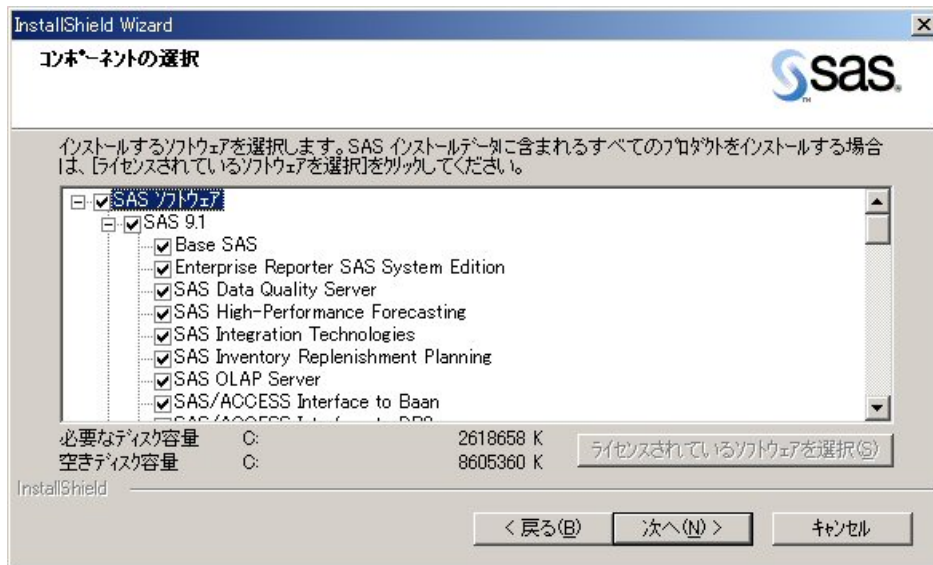 InstallShield Wizard
コンポーネントの選択
sas
インストールするソフトウェアを選択します。SAS インストールデータに含まれるすべてのプロダクトをインストールする場合
は、[ライセンスされているソフトウェアを選択]をクリックしてください。
SAS ソフトウェア
SAS 9.1
Base SAS
Enterprise Reporter SAS System Edition
SAS Data Quality Server
SAS High-Performance Forecasting
SAS Integration Technologies
SAS Inventory Replenishment Planning
SAS OLAP Server
SAS/ACCESS Interface to Baan
必要なディスク容量 C: 2618658 K
空きディスク容量 C: 8605360 K
ライセンスされているソフトウェアを選択(S)
InstallShield
< 戻る(B) 次へ(N) > キャンセル